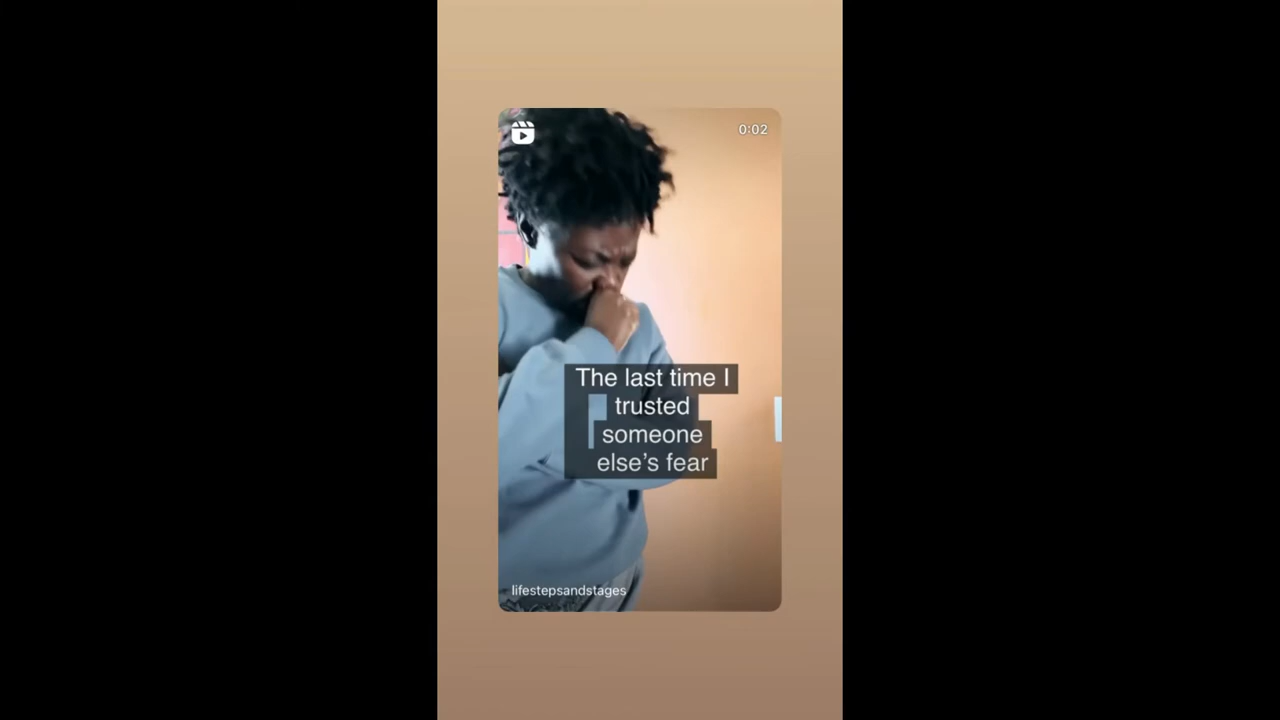 0:02
The last time I
trusted
someone
else’s fear
lifestepsandstages